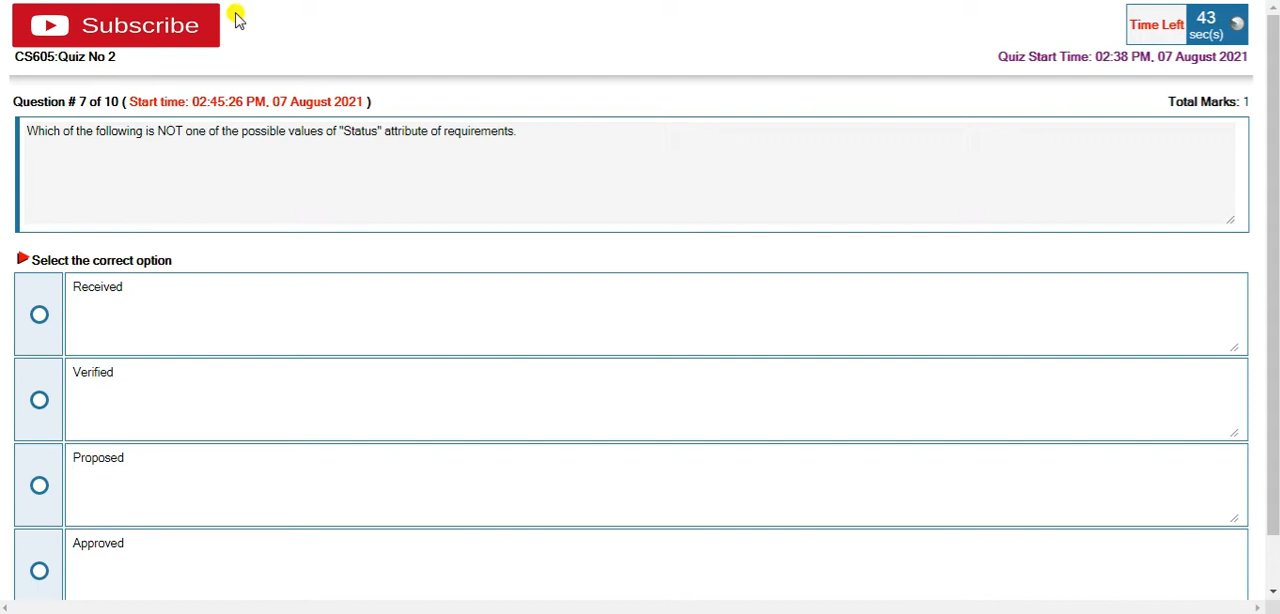 Subscribe
Time Left
43
sec(s)
CS605:Quiz No 2
Quiz Start Time: 02:38 PM, 07 August 2021
Question # 7 of 10 ( Start time: 02:45:26 PM, 07 August 2021 )
Total Marks: 1
Which of the following is NOT one of the possible values of "Status" attribute of requirements.
Select the correct option
Received
Verified
Proposed
Approved